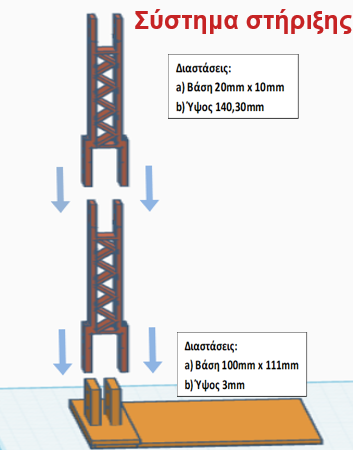 Σύστημα στήριξης
Διαστάσεις:
a) Βάση 20mm x 10mm
b) Ύψος 140,30mm
Διαστάσεις:
a) Βάση 100mm x 111mm
b) Ύψος 3mm